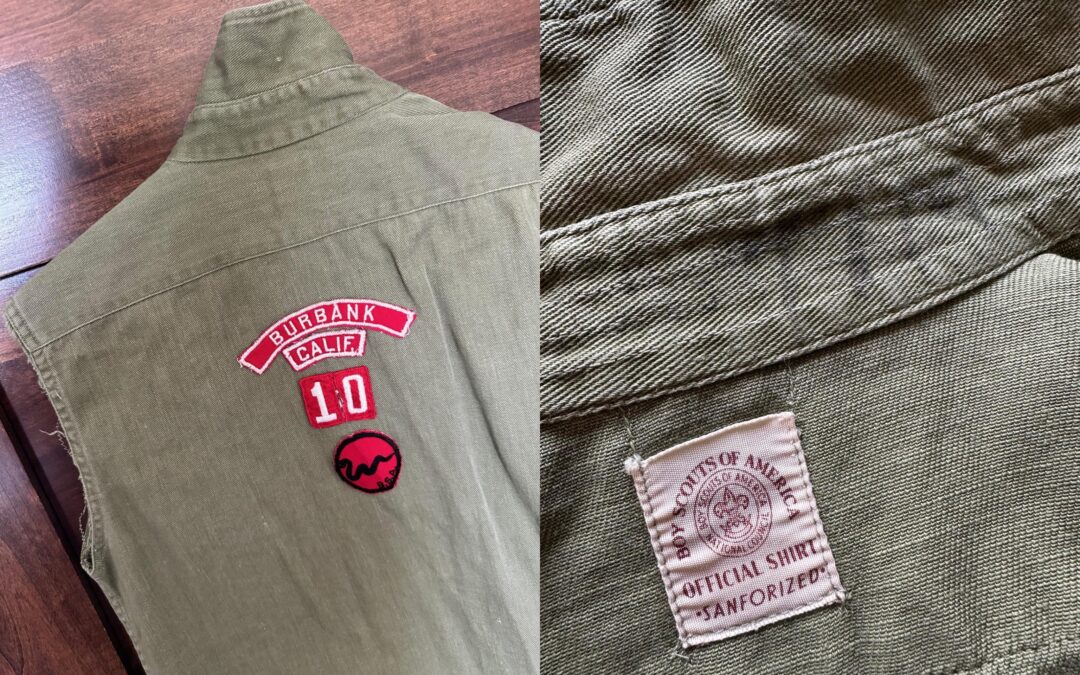 BURBANK
CALIF.
10
B.S.A.
BOY SCOUTS OF AMERICA
BOY SCOUTS OF AMERICA
NATIONAL COUNCIL
OFFICIAL SHIRT
·SANFORIZED·